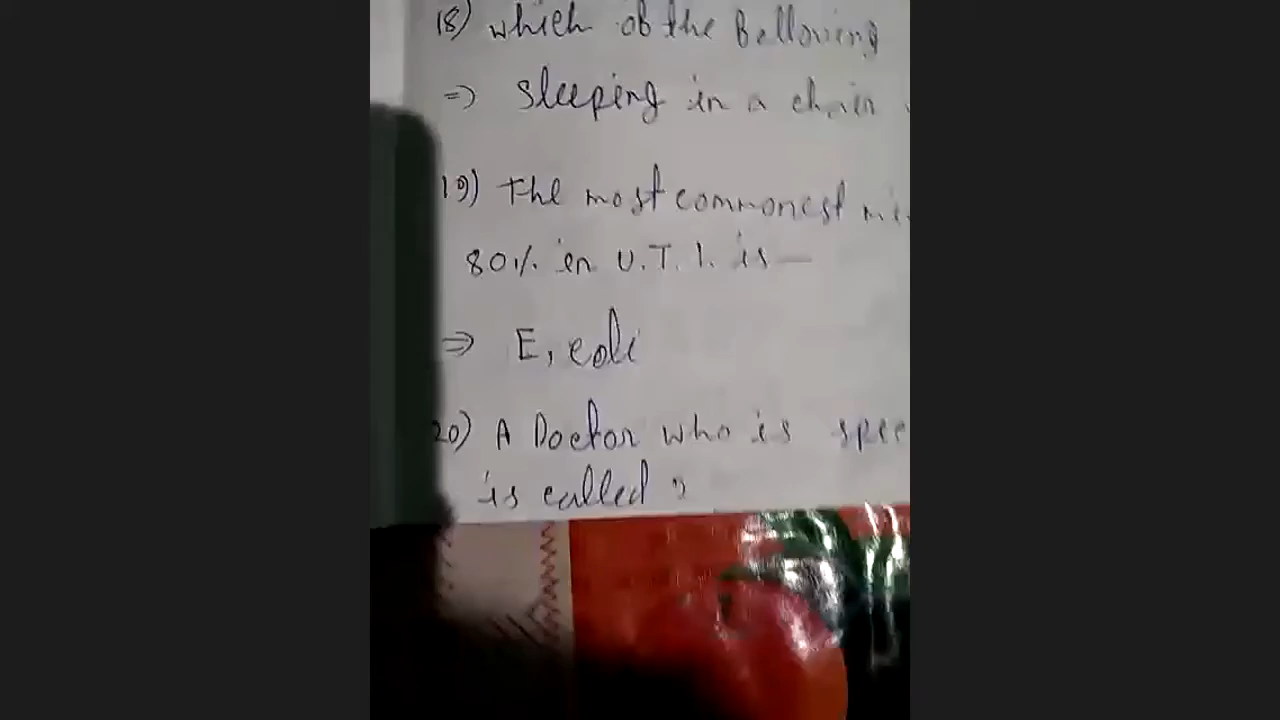 18) which of the Following
=> sleeping in a chair
19) The most commonest
80% in U.T.I. is —
=> E, coli
20) A Doctor who is
is called ?